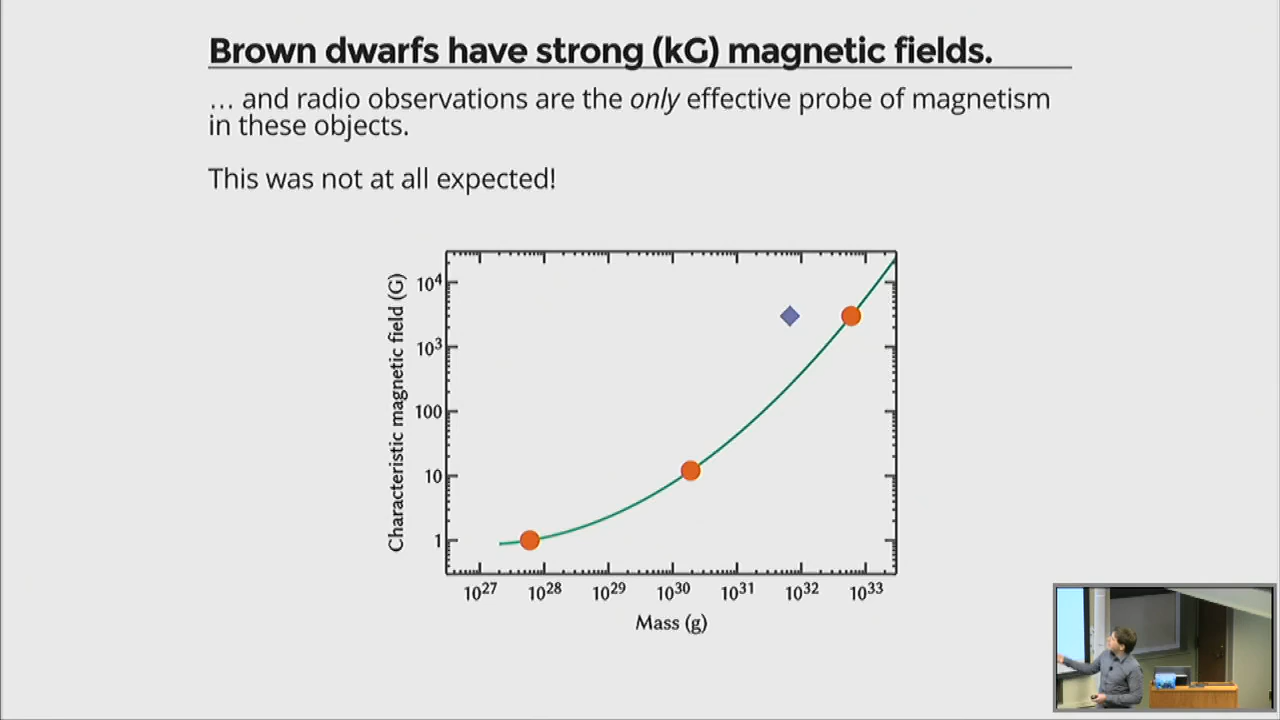 Brown dwarfs have strong (kG) magnetic fields.
… and radio observations are the only effective probe of magnetism
in these objects.
This was not at all expected!
Characteristic magnetic field (G)
10⁴
10³
100
10
1
10²⁷ 10²⁸ 10²⁹ 10³⁰ 10³¹ 10³² 10³³
Mass (g)